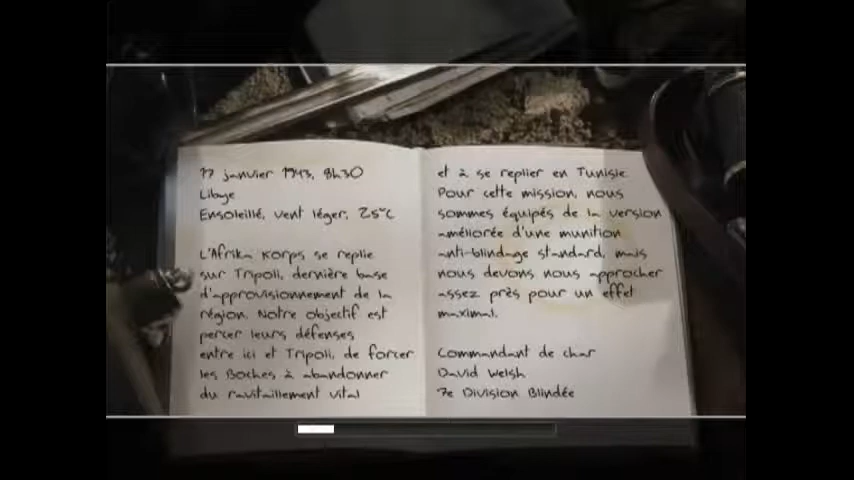 17 janvier 1943, 8h30
Libye
Ensoleillé, vent léger, 25°C
L'Afrika Korps se replie
sur Tripoli, dernière base
d'approvisionnement de la
région. Notre objectif est
percer leurs défenses
entre ici et Tripoli, de forcer
les Boches à abandonner
du ravitaillement vital
et à se replier en Tunisie.
Pour cette mission, nous
sommes équipés de la version
améliorée d'une munition
anti-blindage standard, mais
nous devons nous approcher
assez près pour un effet
maximal.
Commandant de char
David Welsh
7e Division Blindée